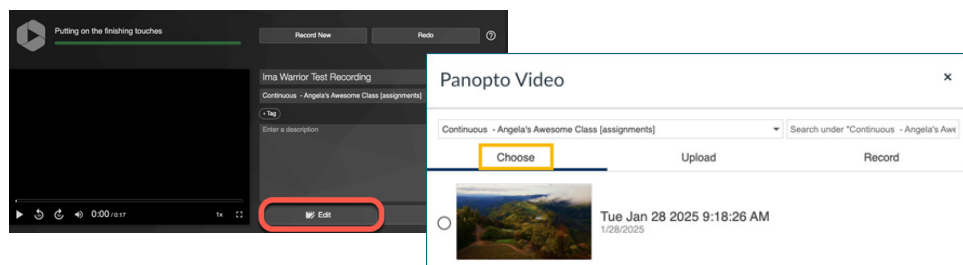 Putting on the finishing touches
Record New
Redo
Ima Warrior Test Recording
Continuous - Angela's Awesome Class [assignments]
+ Tag
Enter a description
0:00 / 0:17
1x
Edit
Panopto Video
×
Continuous - Angela's Awesome Class [assignments]
Search under "Continuous - Angela's Awe
Choose
Upload
Record
Tue Jan 28 2025 9:18:26 AM
1/28/2025